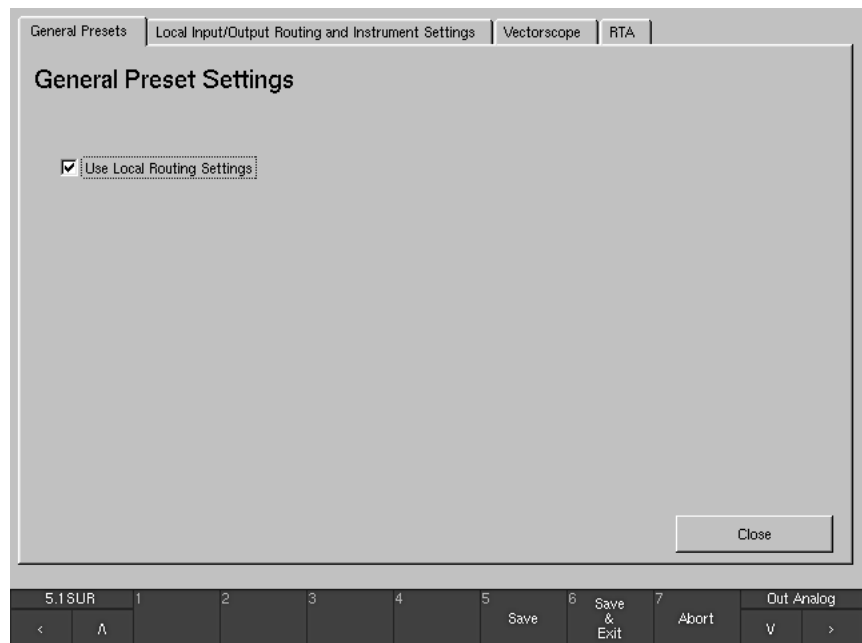 General Presets Local Input/Output Routing and Instrument Settings Vectorscope RTA
General Preset Settings
Use Local Routing Settings
Close
5.1SUR 1 2 3 4 5 Save 6 Save & Exit 7 Abort Out Analog
< Λ V >